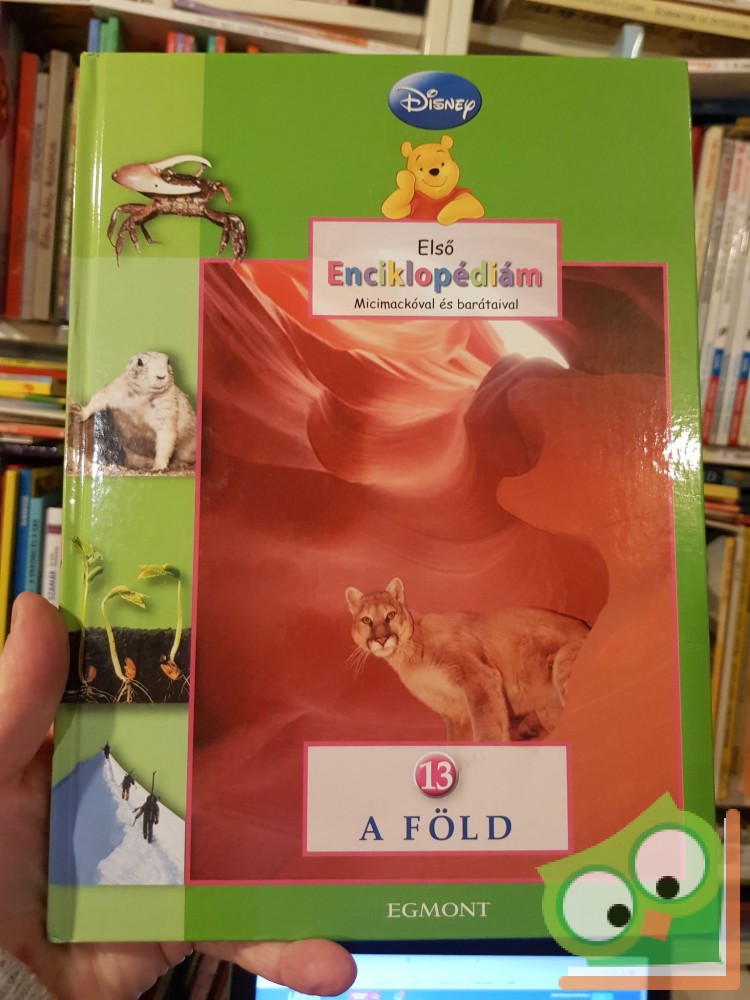 Disney
Első
Enciklopédiám
Micimackóval és barátaival
13
A FÖLD
EGMONT